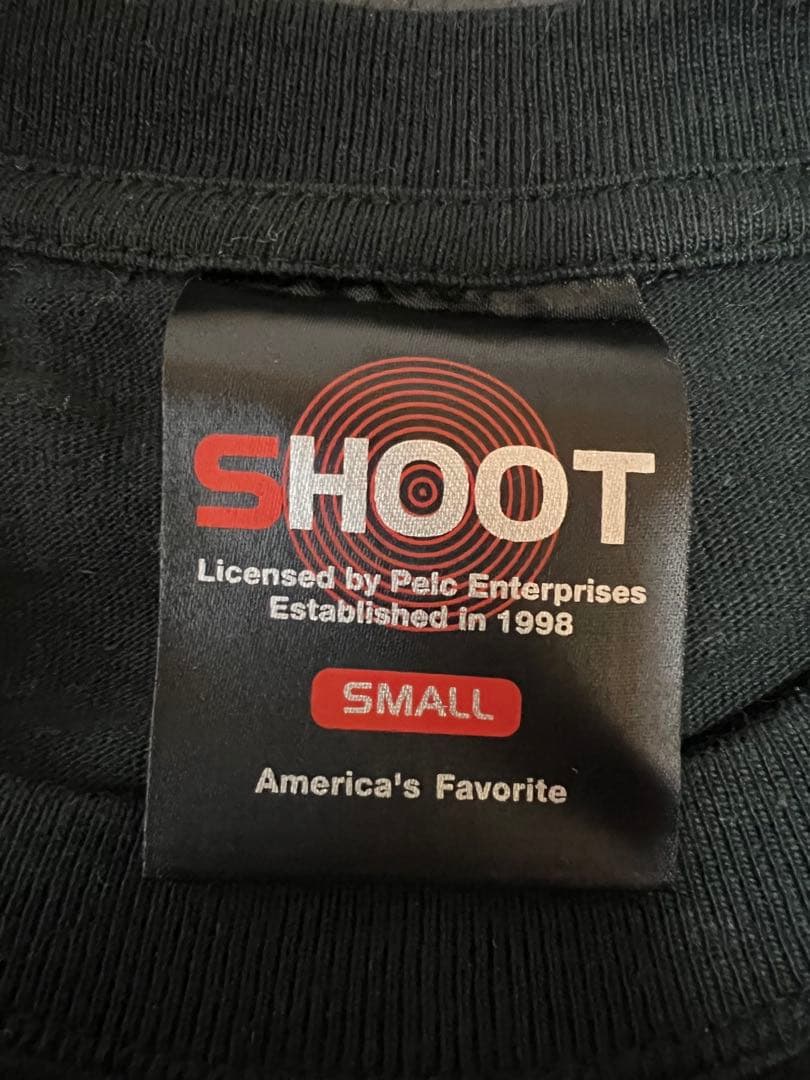 SHOOT
Licensed by Pelc Enterprises
Established in 1998
SMALL
America's Favorite